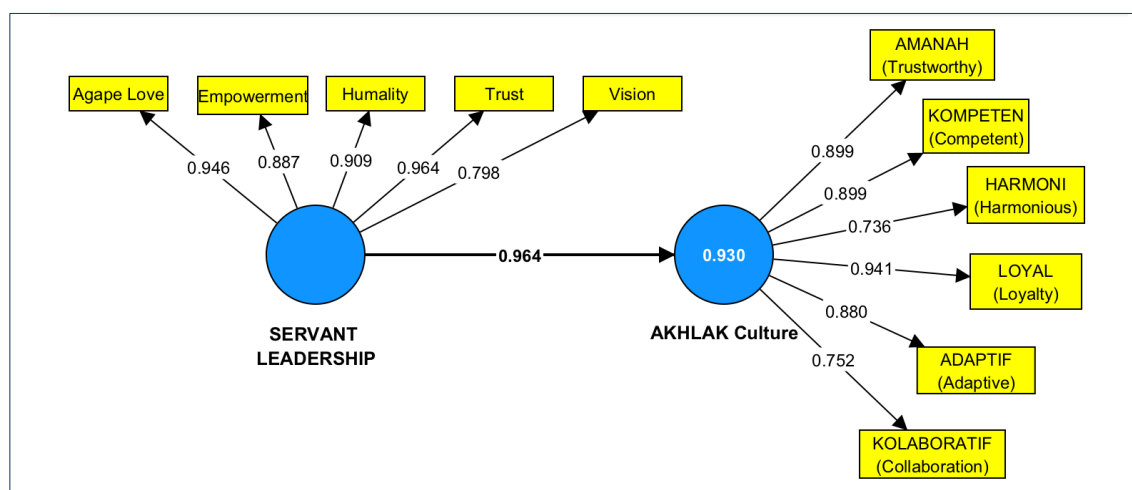 AMANAH
(Trustworthy)
Agape Love
Empowerment
Humality
Trust
Vision
KOMPETEN
(Competent)
0.946
0.887
0.909
0.964
0.798
0.899
0.899
HARMONI
(Harmonious)
0.736
0.964
0.930
0.941
LOYAL
(Loyalty)
SERVANT
LEADERSHIP
AKHLAK Culture
0.880
0.752
ADAPTIF
(Adaptive)
KOLABORATIF
(Collaboration)